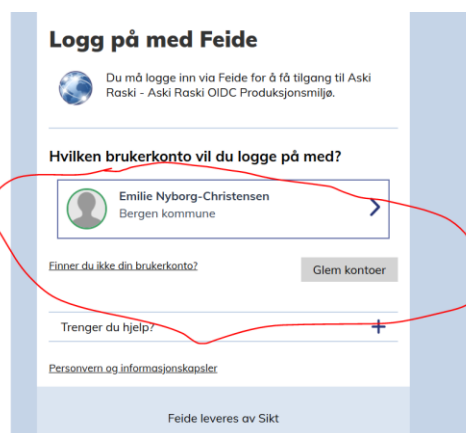 Logg på med Feide
Du må logge inn via Feide for å få tilgang til Aski
Raski - Aski Raski OIDC Produksjonsmiljø.
Hvilken brukerkonto vil du logge på med?
Emilie Nyborg-Christensen
Bergen kommune
Finner du ikke din brukerkonto?
Glem kontoer
Trenger du hjelp?
Personvern og informasjonskapsler
Feide leveres av Sikt